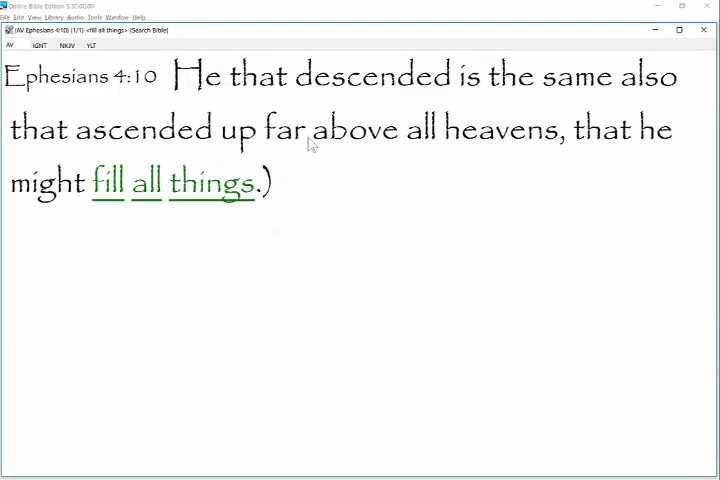 Online Bible Edition 5.30.00.00
File Edit View Library Audio Tools Window Help
(AV Ephesians 4:10) (1/1) <fill all things> (Search Bible)
AV IGNT NKJV YLT
Ephesians 4:10 He that descended is the same also
that ascended up far above all heavens, that he
might fill all things.)